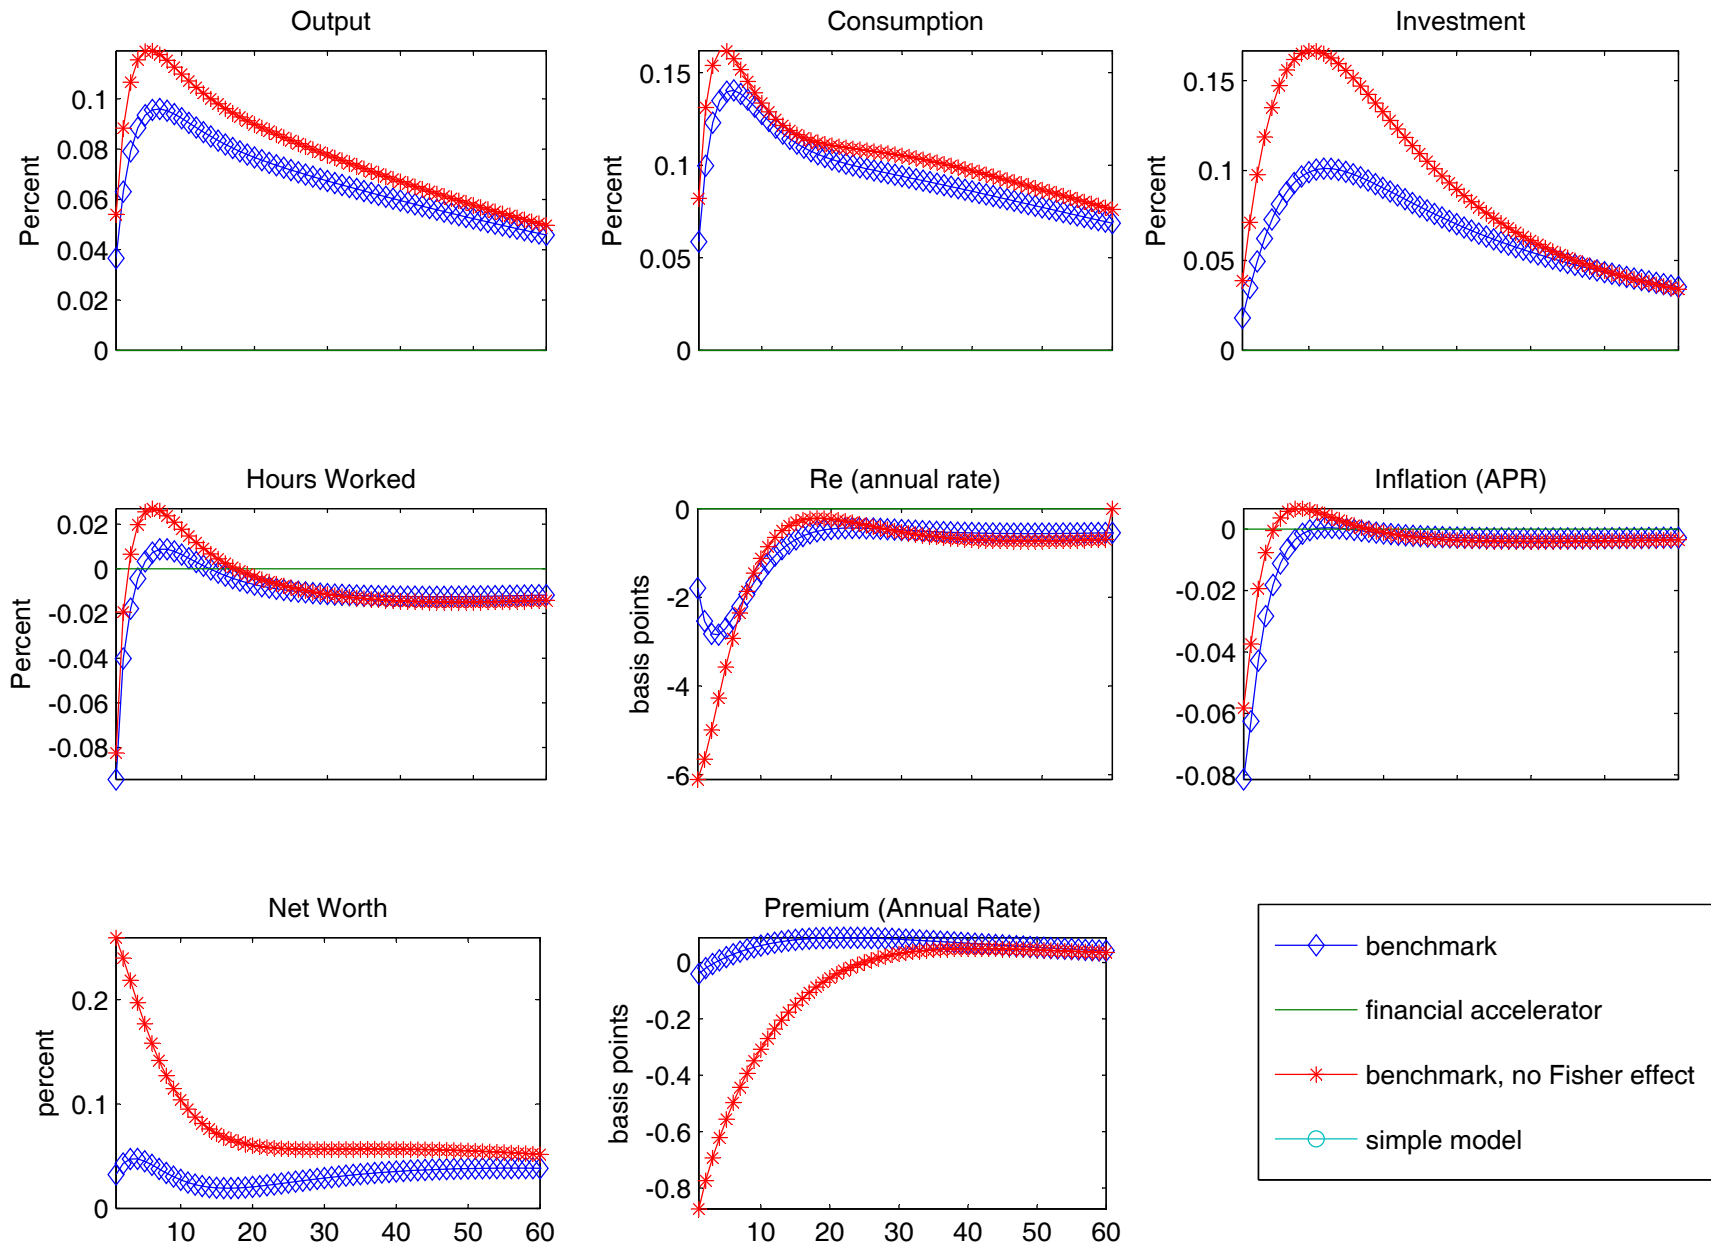 Output
Percent
0.1
0.08
0.06
0.04
0.02
0
Consumption
Percent
0.15
0.1
0.05
0
Investment
Percent
0.15
0.1
0.05
0
Hours Worked
Percent
0.02
0
-0.02
-0.04
-0.06
-0.08
Re (annual rate)
basis points
0
-2
-4
-6
Inflation (APR)
0
-0.02
-0.04
-0.06
-0.08
Net Worth
percent
0.2
0.1
0
10 20 30 40 50 60
Premium (Annual Rate)
basis points
0
-0.2
-0.4
-0.6
-0.8
10 20 30 40 50 60
benchmark
financial accelerator
benchmark, no Fisher effect
simple model